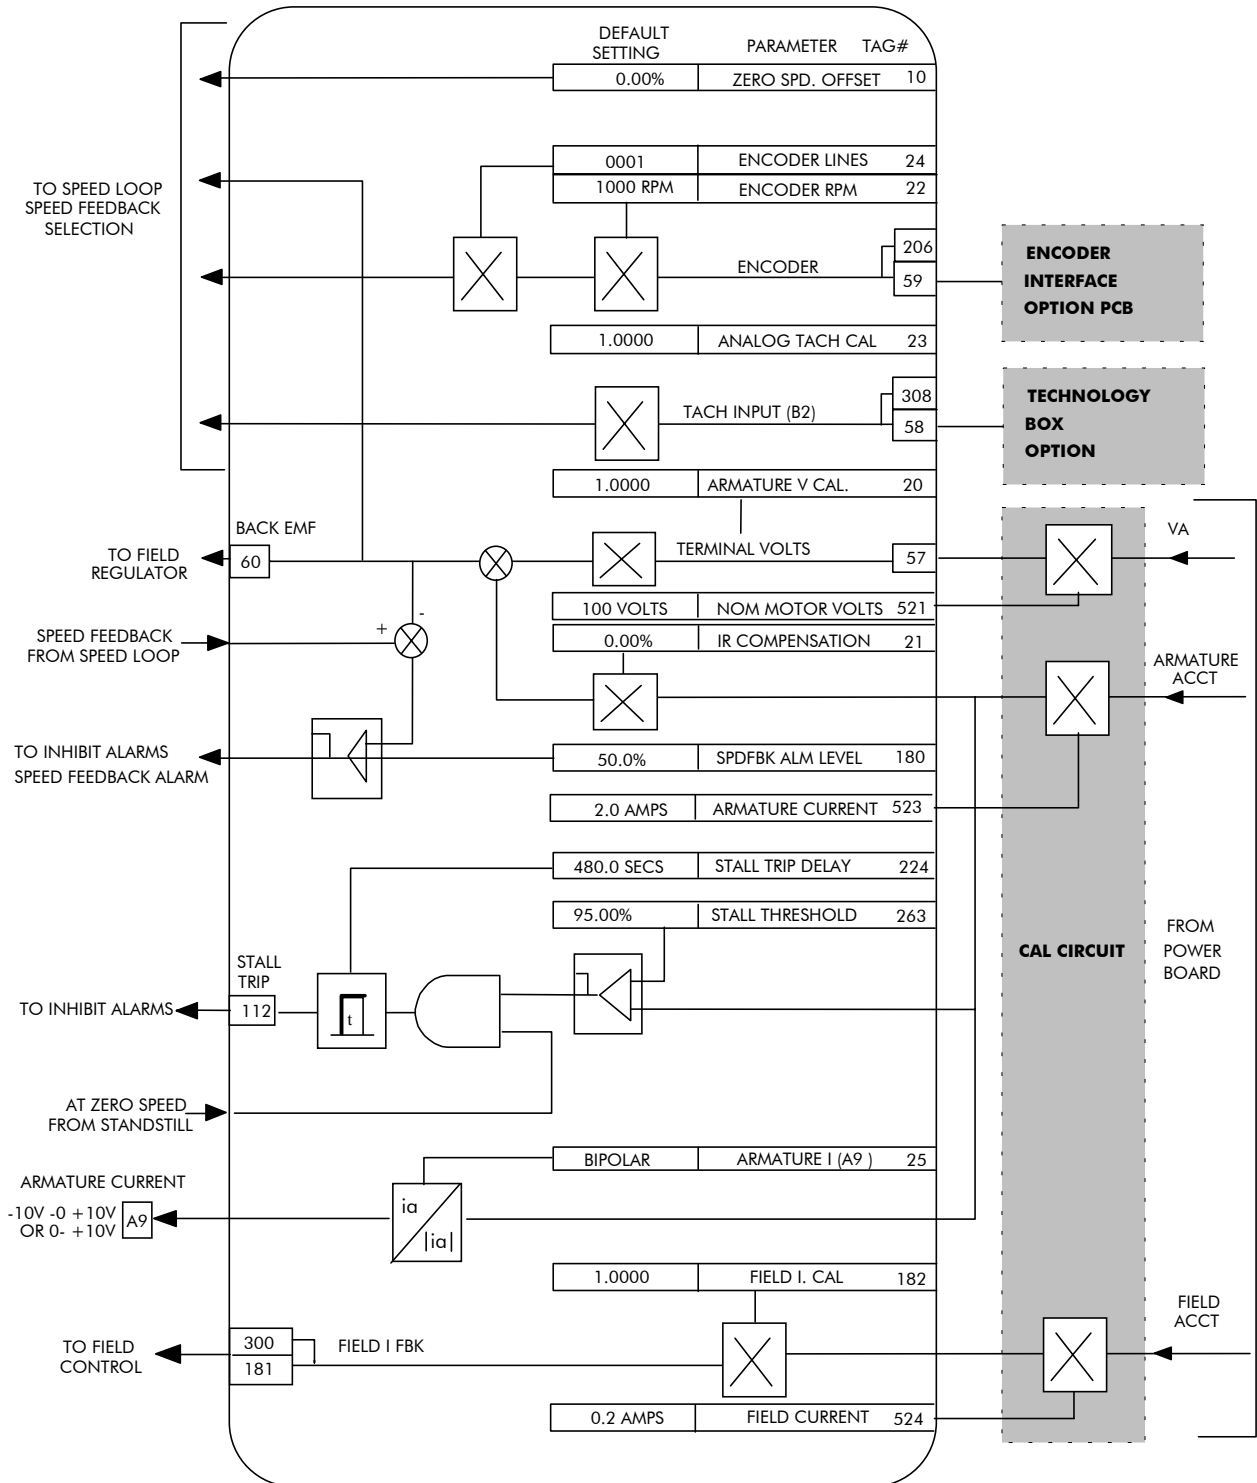 DEFAULT
SETTING
PARAMETER TAG#
0.00% ZERO SPD. OFFSET 10
0001 ENCODER LINES 24
1000 RPM ENCODER RPM 22
TO SPEED LOOP
SPEED FEEDBACK
SELECTION
206
ENCODER
59
ENCODER
INTERFACE
OPTION PCB
1.0000 ANALOG TACH CAL 23
308
TACH INPUT (B2)
58
TECHNOLOGY
BOX
OPTION
1.0000 ARMATURE V CAL. 20
BACK EMF
60
TO FIELD
REGULATOR
TERMINAL VOLTS
57
VA
100 VOLTS NOM MOTOR VOLTS 521
-
+
SPEED FEEDBACK
FROM SPEED LOOP
0.00% IR COMPENSATION 21
ARMATURE
ACCT
TO INHIBIT ALARMS
SPEED FEEDBACK ALARM
50.0% SPDFBK ALM LEVEL 180
2.0 AMPS ARMATURE CURRENT 523
480.0 SECS STALL TRIP DELAY 224
95.00% STALL THRESHOLD 263
CAL CIRCUIT
FROM
POWER
BOARD
STALL
TRIP
TO INHIBIT ALARMS
112
t
AT ZERO SPEED
FROM STANDSTILL
BIPOLAR ARMATURE I (A9 ) 25
ARMATURE CURRENT
-10V -0 +10V
OR 0- +10V
A9
ia
|ia|
1.0000 FIELD I. CAL 182
FIELD
ACCT
TO FIELD
CONTROL
300
181
FIELD I FBK
0.2 AMPS FIELD CURRENT 524